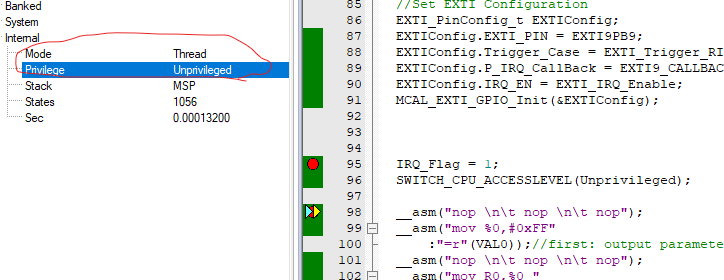 Banked
System
Internal
Mode Thread
Privilege Unprivileged
Stack MSP
States 1056
Sec 0.00013200
85 //Set EXTI Configuration
86 EXTI_PinConfig_t EXTIConfig;
87 EXTIConfig.EXTI_PIN = EXTI9PB9;
88 EXTIConfig.Trigger_Case = EXTI_Trigger_RI
89 EXTIConfig.P_IRQ_CallBack = EXTI9_CALLBAC
90 EXTIConfig.IRQ_EN = EXTI_IRQ_Enable;
91 MCAL_EXTI_GPIO_Init(&EXTIConfig);
92
93
94
95 IRQ_Flag = 1;
96 SWITCH_CPU_ACCESSLEVEL(Unprivileged);
97
98 __asm("nop \n\t nop \n\t nop");
99 __asm("mov %0,#0xFF"
100 :"=r"(VAL0));//first: output paramete
101 __asm("nop \n\t nop \n\t nop");
102 __asm("mov R0,%0 "